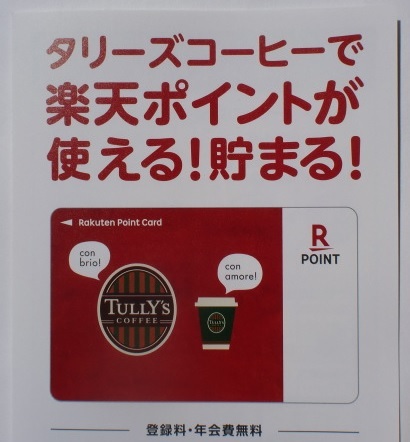 タリーズコーヒーで
楽天ポイントが
使える!貯まる!
Rakuten Point Card
con
brio!
con
amore!
R
POINT
TULLY'S
COFFEE
TULLY'S
登録料・年会費無料